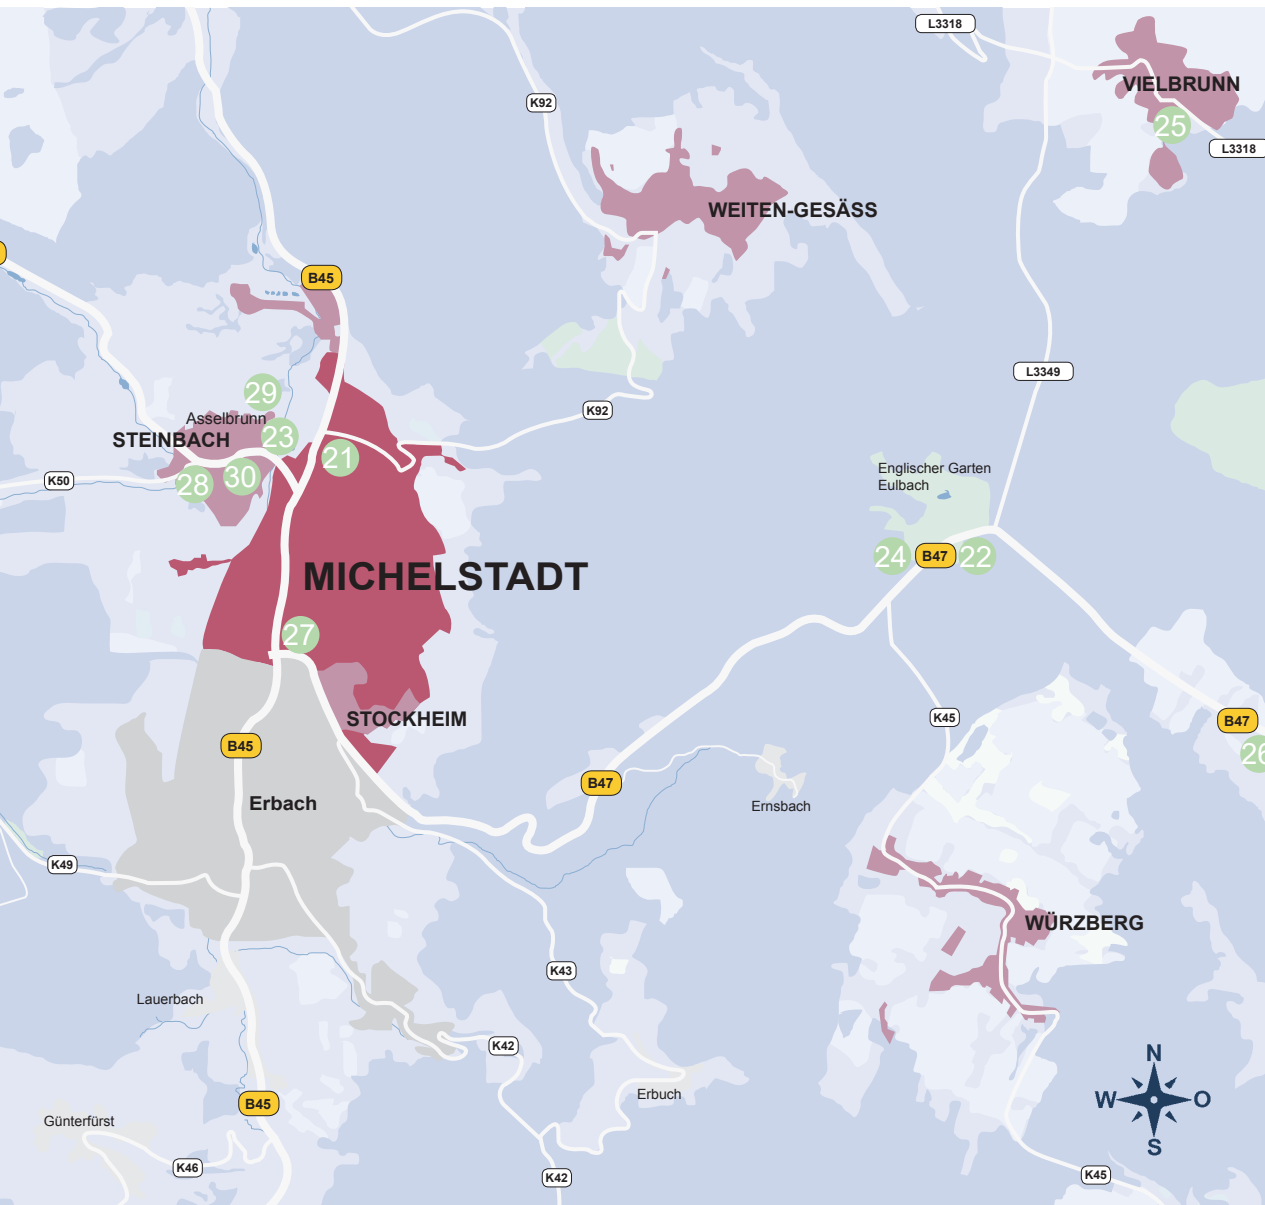 L3318
VIELBRUNN
K92
25
L3318
WEITEN-GESÄSS
B45
L3349
29
K92
Asselbrunn
23
STEINBACH
21
Englischer Garten
Eulbach
K50
28
30
24
B47
22
MICHELSTADT
27
STOCKHEIM
K45
B47
B45
26
B47
Erbach
Ernsbach
K49
WÜRZBERG
K43
Lauerbach
K42
N
W
O
S
Erbuch
B45
Günterfürst
K46
K42
K45